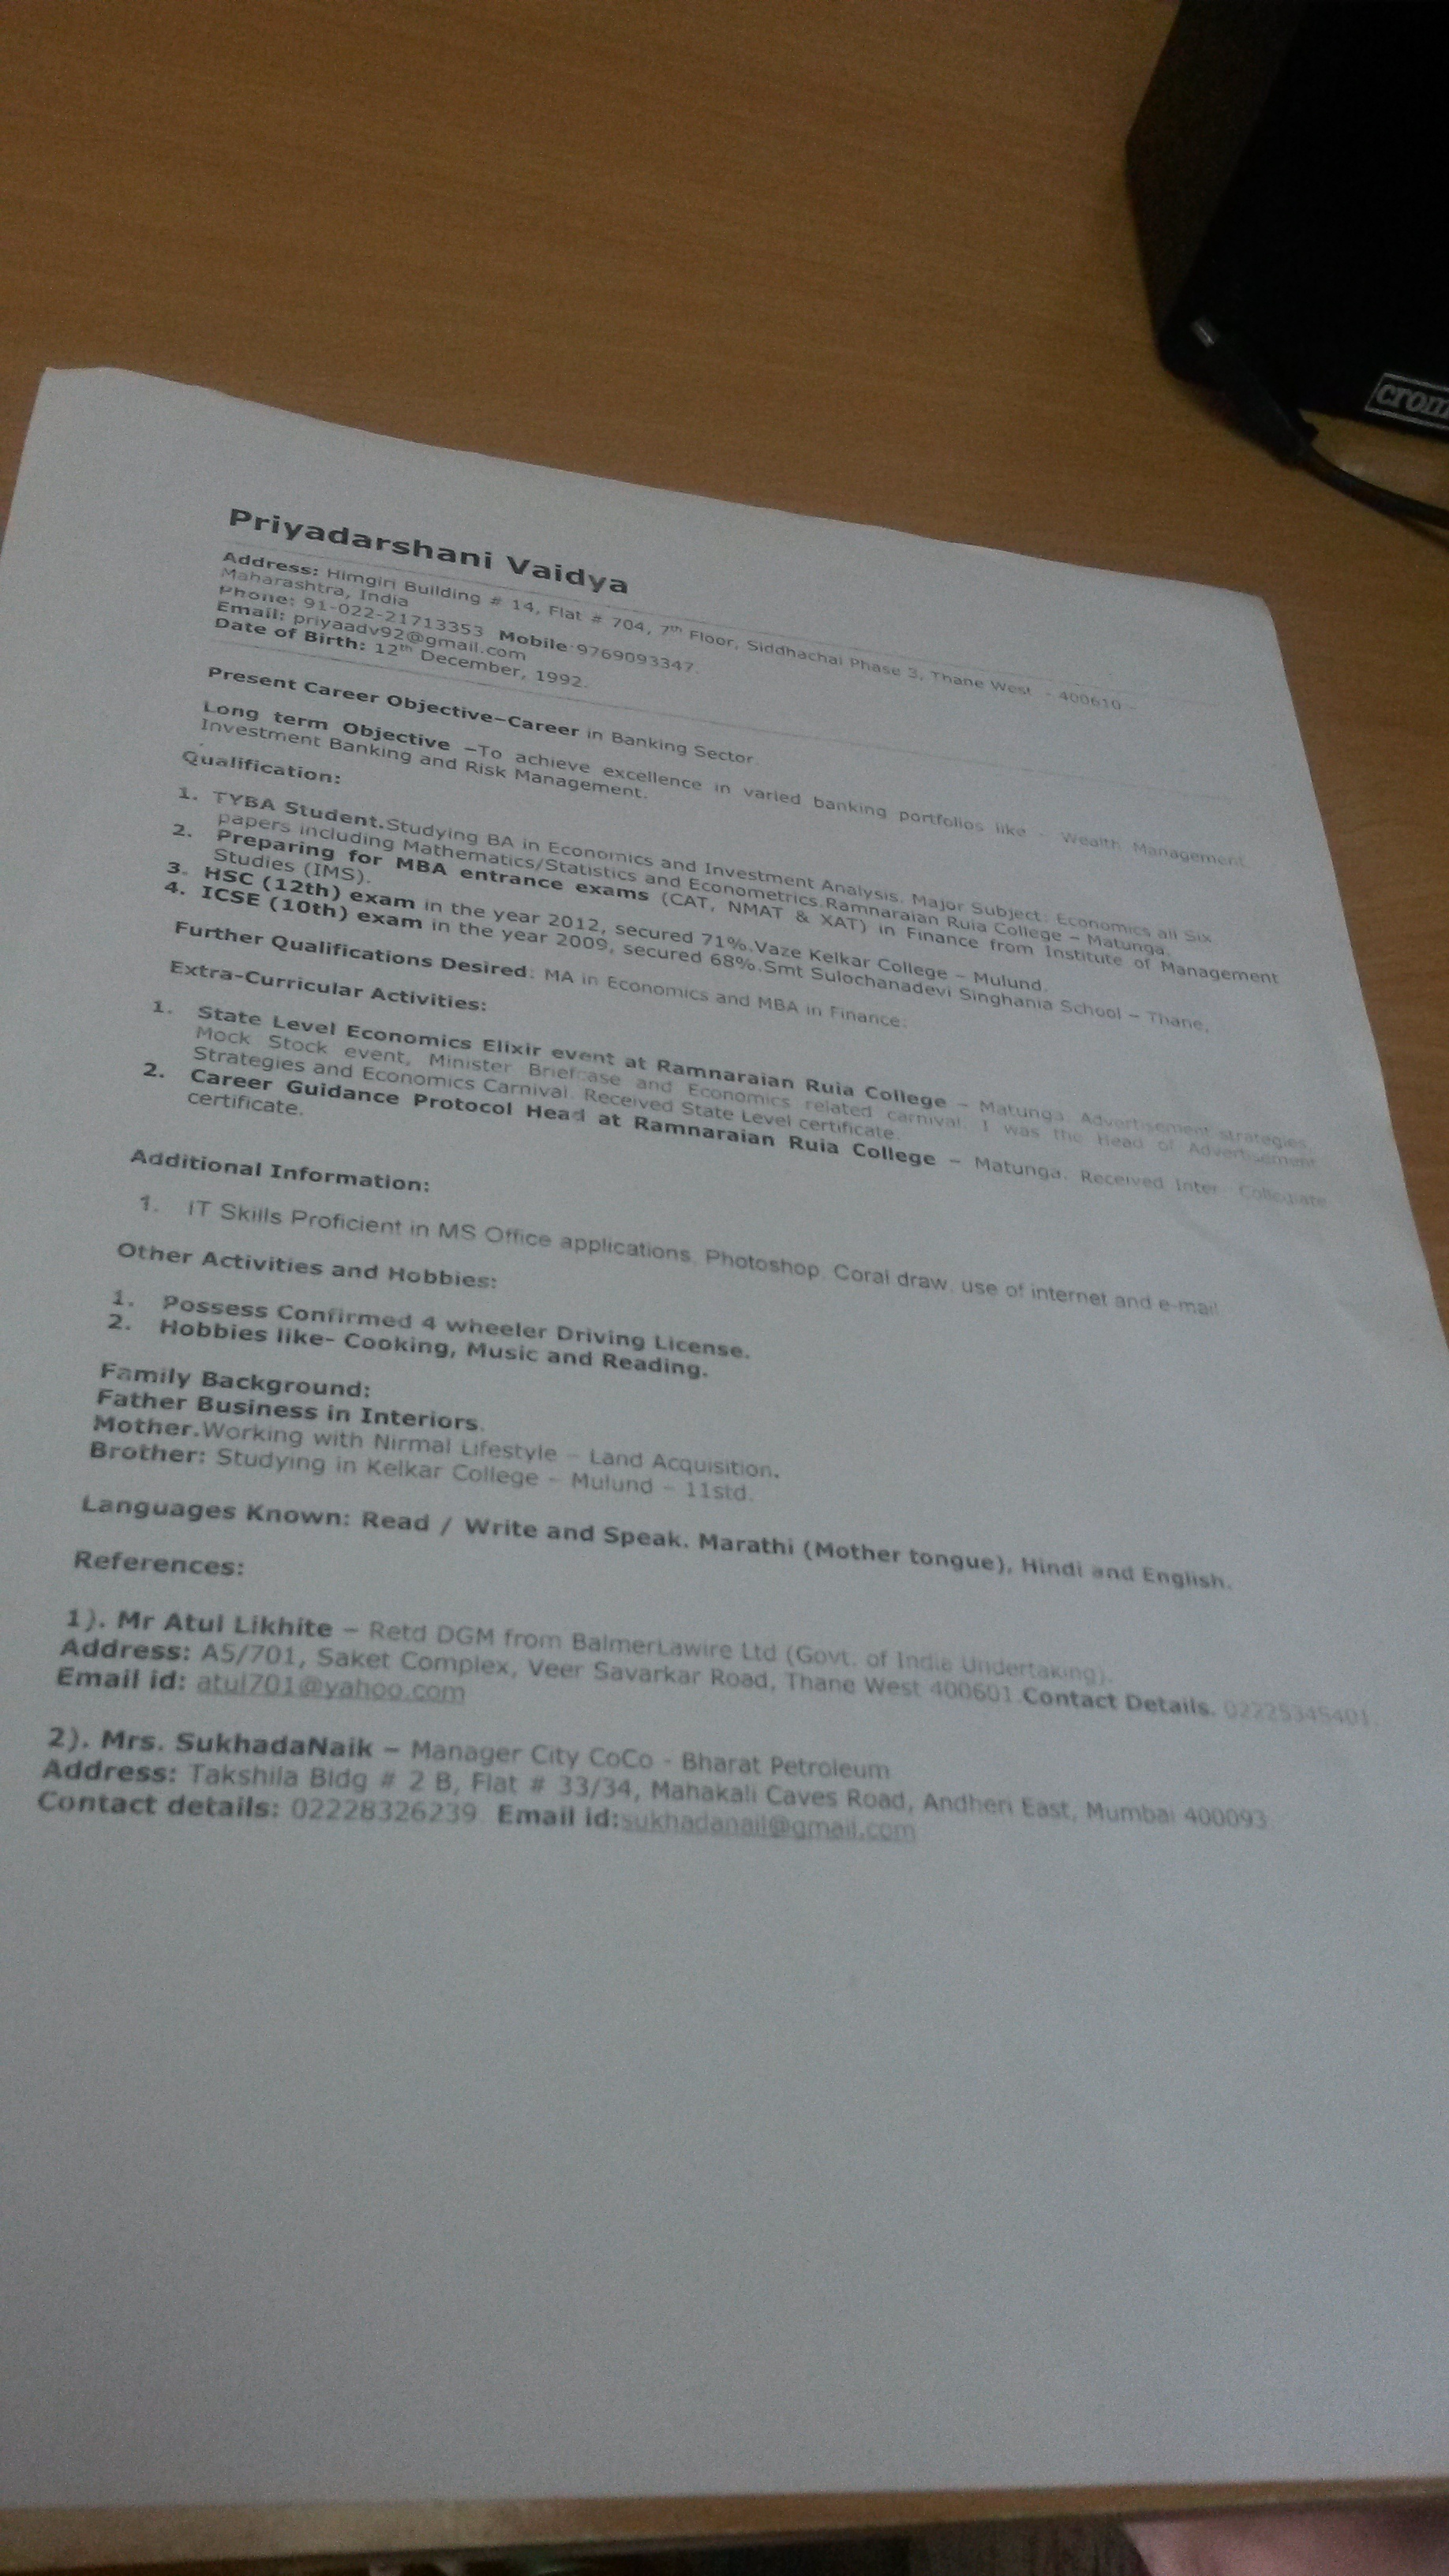 crom
Priyadarshani Vaidya
Address: Himgiri Building # 14, Flat # 704, 7th Floor, Siddhachal Phase 3, Thane West - 400610 -
Maharashtra, India
Phone: 91-022-21713353 Mobile-9769093347.
Email: priyaadv92@gmail.com
Date of Birth: 12th December, 1992.
Present Career Objective–Career in Banking Sector.
Long term Objective –To achieve excellence in varied banking portfolios like - Wealth Management,
Investment Banking and Risk Management.
Qualification:
1. TYBA Student.Studying BA in Economics and Investment Analysis. Major Subject: Economics all Six
papers including Mathematics/Statistics and Econometrics.Ramnaraian Ruia College – Matunga.
2. Preparing for MBA entrance exams (CAT, NMAT & XAT) in Finance from Institute of Management
Studies (IMS).
3. HSC (12th) exam in the year 2012, secured 71%.Vaze Kelkar College – Mulund.
4. ICSE (10th) exam in the year 2009, secured 68%.Smt Sulochanadevi Singhania School – Thane.
Further Qualifications Desired: MA in Economics and MBA in Finance.
Extra-Curricular Activities:
1. State Level Economics Elixir event at Ramnaraian Ruia College – Matunga. Advertisement strategies,
Mock Stock event, Minister Briefcase and Economics related carnival. I was the Head of Advertisement
Strategies and Economics Carnival. Received State Level certificate.
2. Career Guidance Protocol Head at Ramnaraian Ruia College – Matunga. Received Inter - Collegiate
certificate.
Additional Information:
1. IT Skills Proficient in MS Office applications, Photoshop, Coral draw, use of internet and e-mail
Other Activities and Hobbies:
1. Possess Confirmed 4 wheeler Driving License.
2. Hobbies like- Cooking, Music and Reading.
Family Background:
Father Business in Interiors.
Mother.Working with Nirmal Lifestyle – Land Acquisition.
Brother: Studying in Kelkar College – Mulund – 11std.
Languages Known: Read / Write and Speak. Marathi (Mother tongue), Hindi and English.
References:
1). Mr Atul Likhite – Retd DGM from BalmerLawire Ltd (Govt. of India Undertaking).
Address: A5/701, Saket Complex, Veer Savarkar Road, Thane West 400601.Contact Details. 02225345401.
Email id: atul701@yahoo.com
2). Mrs. SukhadaNaik – Manager City CoCo - Bharat Petroleum
Address: Takshila Bldg # 2 B, Flat # 33/34, Mahakali Caves Road, Andheri East, Mumbai 400093
Contact details: 02228326239 Email id:sukhadanail@gmail.com